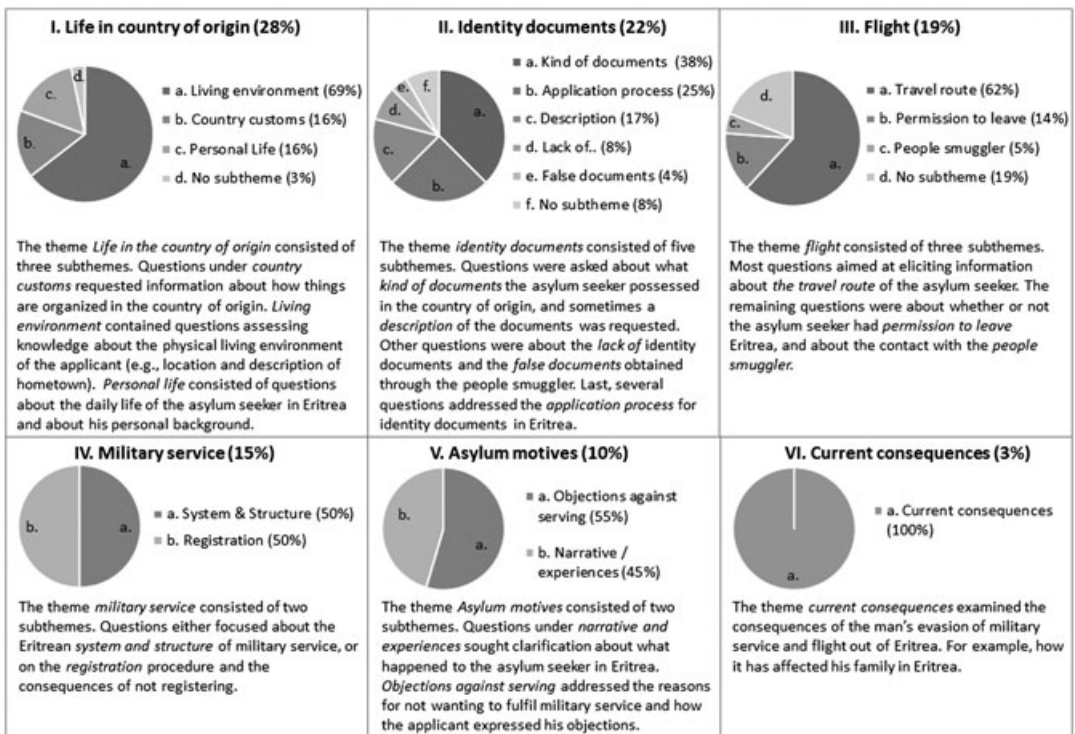 I. Life in country of origin (28%)
d.
c.
b.
a.
a. Living environment (69%)
b. Country customs (16%)
c. Personal Life (16%)
d. No subtheme (3%)
The theme Life in the country of origin consisted of
three subthemes. Questions under country
customs requested information about how things
are organized in the country of origin. Living
environment contained questions assessing
knowledge about the physical living environment
of the applicant (e.g., location and description of
hometown). Personal life consisted of questions
about the daily life of the asylum seeker in Eritrea
and about his personal background.
II. Identity documents (22%)
f.
e.
d.
c.
b.
a.
a. Kind of documents (38%)
b. Application process (25%)
c. Description (17%)
d. Lack of.. (8%)
e. False documents (4%)
f. No subtheme (8%)
The theme identity documents consisted of five
subthemes. Questions were asked about what
kind of documents the asylum seeker possessed
in the country of origin, and sometimes a
description of the documents was requested.
Other questions were about the lack of identity
documents and the false documents obtained
through the people smuggler. Last, several
questions addressed the application process for
identity documents in Eritrea.
III. Flight (19%)
d.
c.
b.
a.
a. Travel route (62%)
b. Permission to leave (14%)
c. People smuggler (5%)
d. No subtheme (19%)
The theme flight consisted of three subthemes.
Most questions aimed at eliciting information
about the travel route of the asylum seeker. The
remaining questions were about whether or not
the asylum seeker had permission to leave
Eritrea, and about the contact with the people
smuggler.
IV. Military service (15%)
b.
a.
a. System & Structure (50%)
b. Registration (50%)
The theme military service consisted of two
subthemes. Questions either focused about the
Eritrean system and structure of military service, or
on the registration procedure and the
consequences of not registering.
V. Asylum motives (10%)
b.
a.
a. Objections against
serving (55%)
b. Narrative /
experiences (45%)
The theme Asylum motives consisted of two
subthemes. Questions under narrative and
experiences sought clarification about what
happened to the asylum seeker in Eritrea.
Objections against serving addressed the reasons
for not wanting to fulfil military service and how
the applicant expressed his objections.
VI. Current consequences (3%)
a.
a. Current consequences
(100%)
The theme current consequences examined the
consequences of the man's evasion of military
service and flight out of Eritrea. For example, how
it has affected his family in Eritrea.